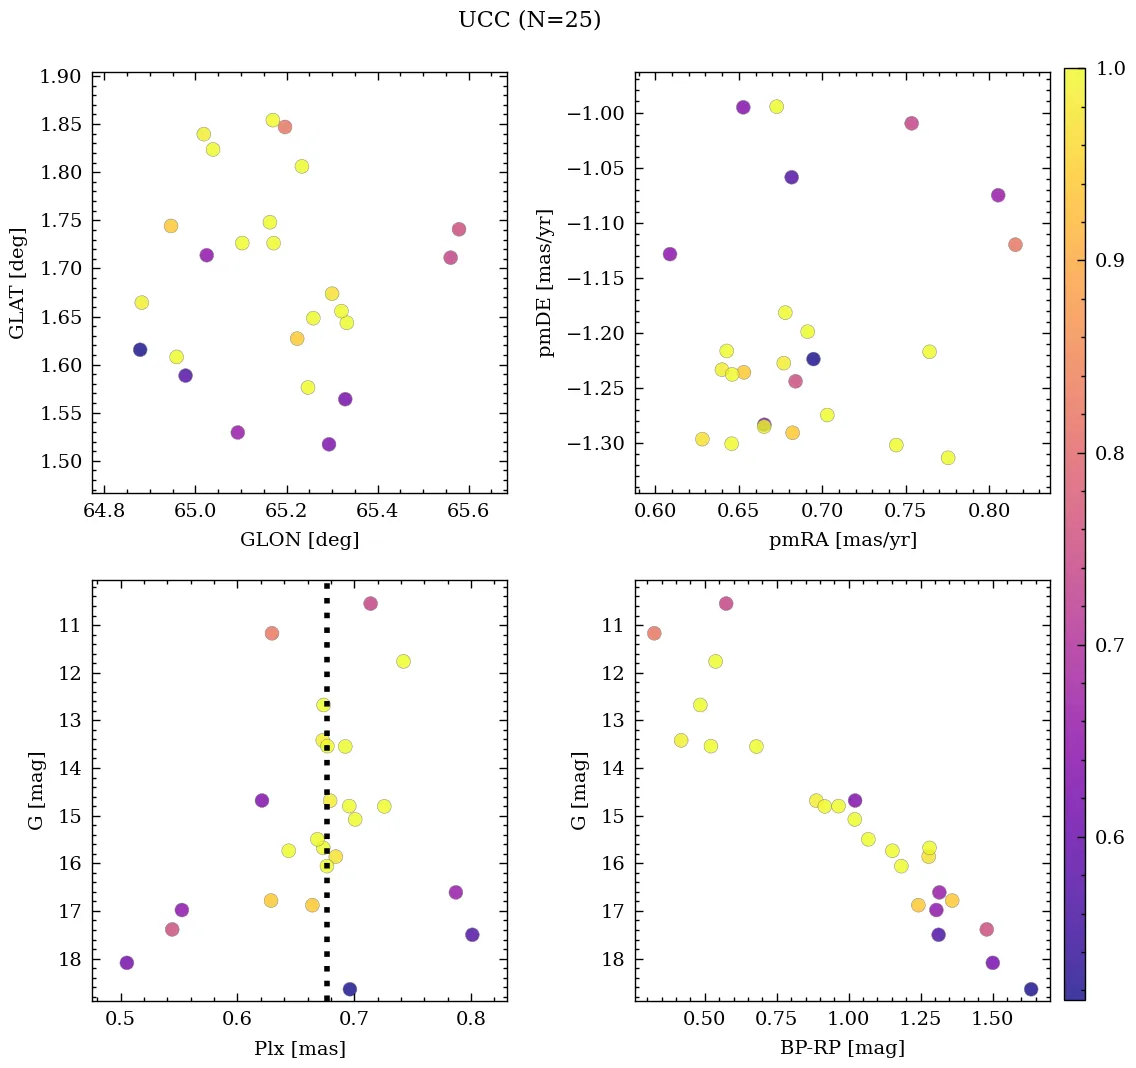 UCC (N=25)
1.90
1.85
1.80
1.75
1.70
1.65
1.60
1.55
1.50
GLAT [deg]
64.8 65.0 65.2 65.4 65.6
GLON [deg]
−1.00
−1.05
−1.10
−1.15
−1.20
−1.25
−1.30
pmDE [mas/yr]
0.60 0.65 0.70 0.75 0.80
pmRA [mas/yr]
1.0
0.9
0.8
0.7
0.6
11
12
13
14
15
16
17
18
G [mag]
0.5 0.6 0.7 0.8
Plx [mas]
11
12
13
14
15
16
17
18
G [mag]
0.50 0.75 1.00 1.25 1.50
BP-RP [mag]